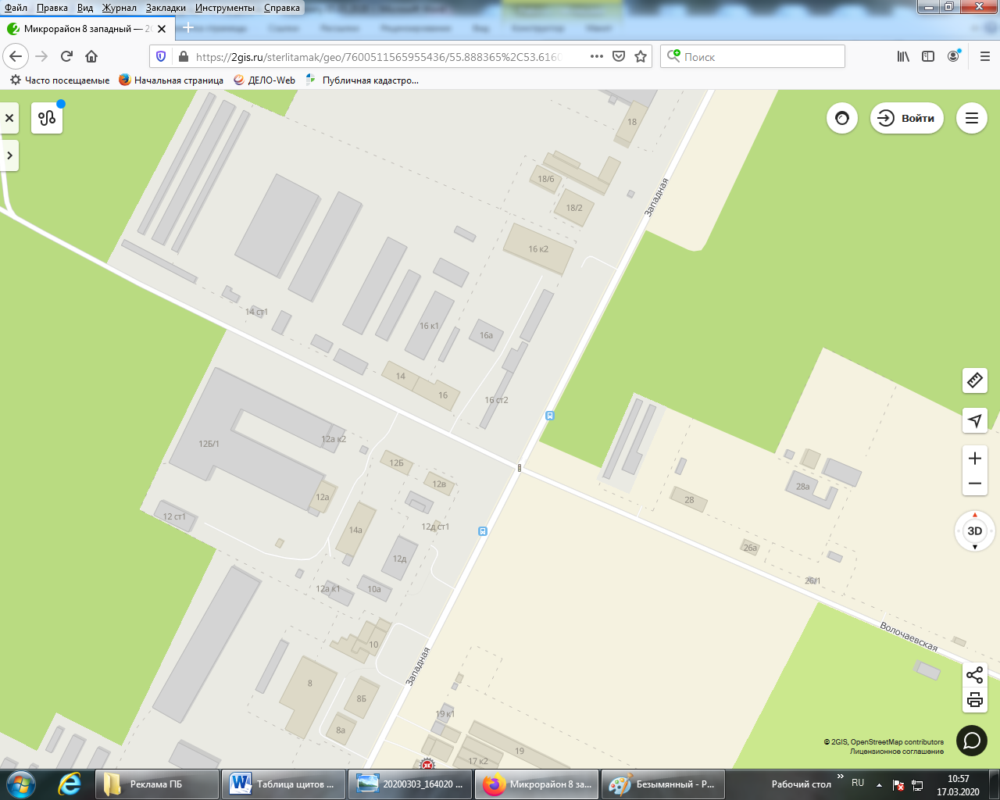 Файл Правка Вид Журнал Закладки Инструменты Справка
Микрорайон 8 западный — 2
https://2gis.ru/sterlitamak/geo/7600511565955436/55.888365%2C53.6160
Поиск
Часто посещаемые Начальная страница ДЕЛО-Web Публичная кадастро...
Войти
18
Западная
18/6
18/2
16 к2
14 ст1
16 к1
16а
14
16
16 ст2
12Б/1
12а к2
12Б
12в
12а
12 ст1
28а
28
14а
12д ст1
26а
12д
26/1
12а к1
10а
Волочаевская
10
Западная
8
8Б
8а
19 к1
19
17 к2
3D
© 2GIS, OpenStreetMap contributors
Лицензионное соглашение
Реклама ПБ
Таблица щитов ...
20200303_164020 ...
Микрорайон 8 за...
Безымянный - P...
Рабочий стол
RU
10:57
17.03.2020